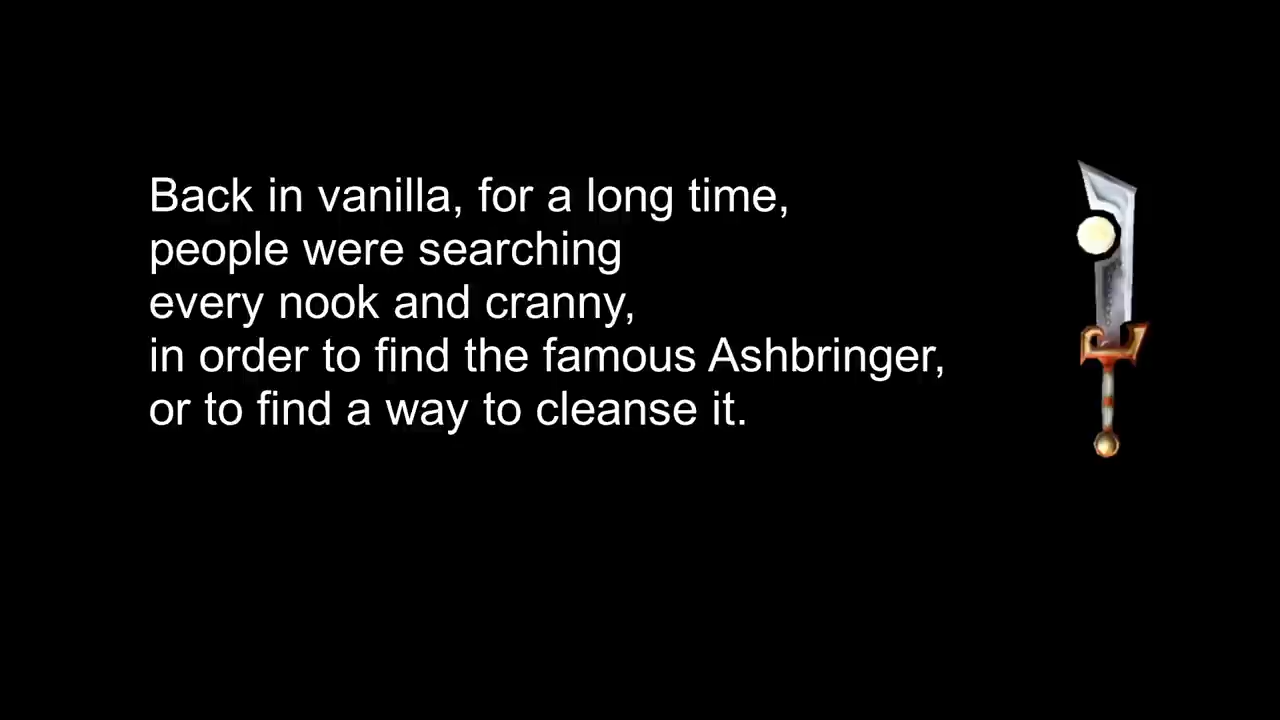 Back in vanilla, for a long time,
people were searching
every nook and cranny,
in order to find the famous Ashbringer,
or to find a way to cleanse it.